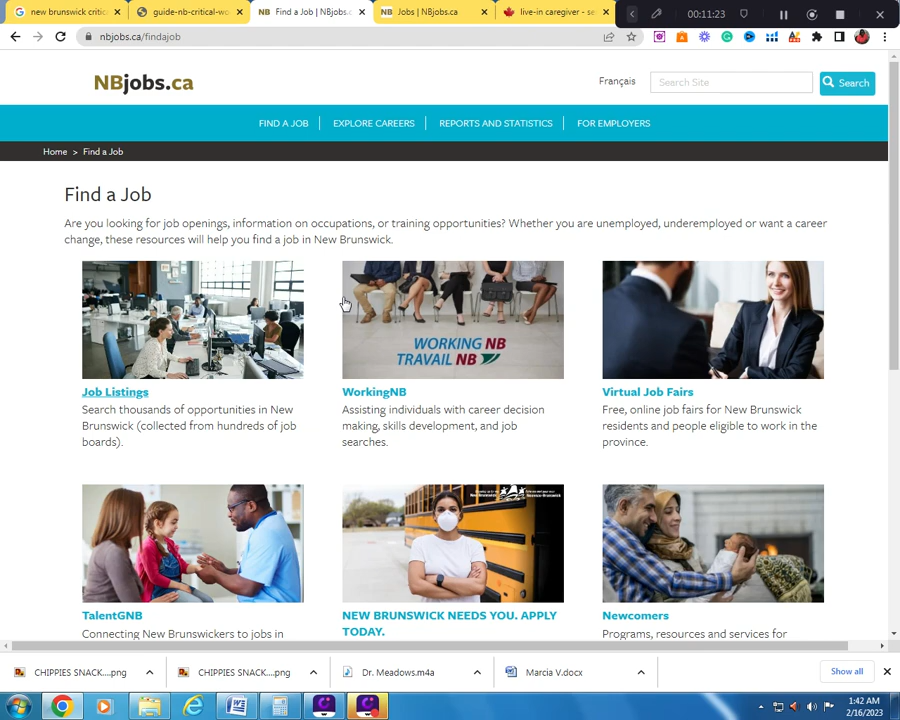 new brunswick critic
guide-nb-critical-wo
Find a Job | NBjobs.c
Jobs | NBjobs.ca
live-in caregiver - se
00:11:23
nbjobs.ca/findajob
NBjobs.ca
Français
Search Site
Search
FIND A JOB
EXPLORE CAREERS
REPORTS AND STATISTICS
FOR EMPLOYERS
Home > Find a Job
Find a Job
Are you looking for job openings, information on occupations, or training opportunities? Whether you are unemployed, underemployed or want a career
change, these resources will help you find a job in New Brunswick.
WORKING NB
TRAVAIL NB
Job Listings
Search thousands of opportunities in New
Brunswick (collected from hundreds of job
boards).
WorkingNB
Assisting individuals with career decision
making, skills development, and job
searches.
Virtual Job Fairs
Free, online job fairs for New Brunswick
residents and people eligible to work in the
province.
TalentGNB
Connecting New Brunswickers to jobs in
NEW BRUNSWICK NEEDS YOU. APPLY
TODAY.
Newcomers
Programs, resources and services for
CHIPPIES SNACK....png
CHIPPIES SNACK....png
Dr. Meadows.m4a
Marcia V.docx
Show all
1:42 AM
2/16/2023